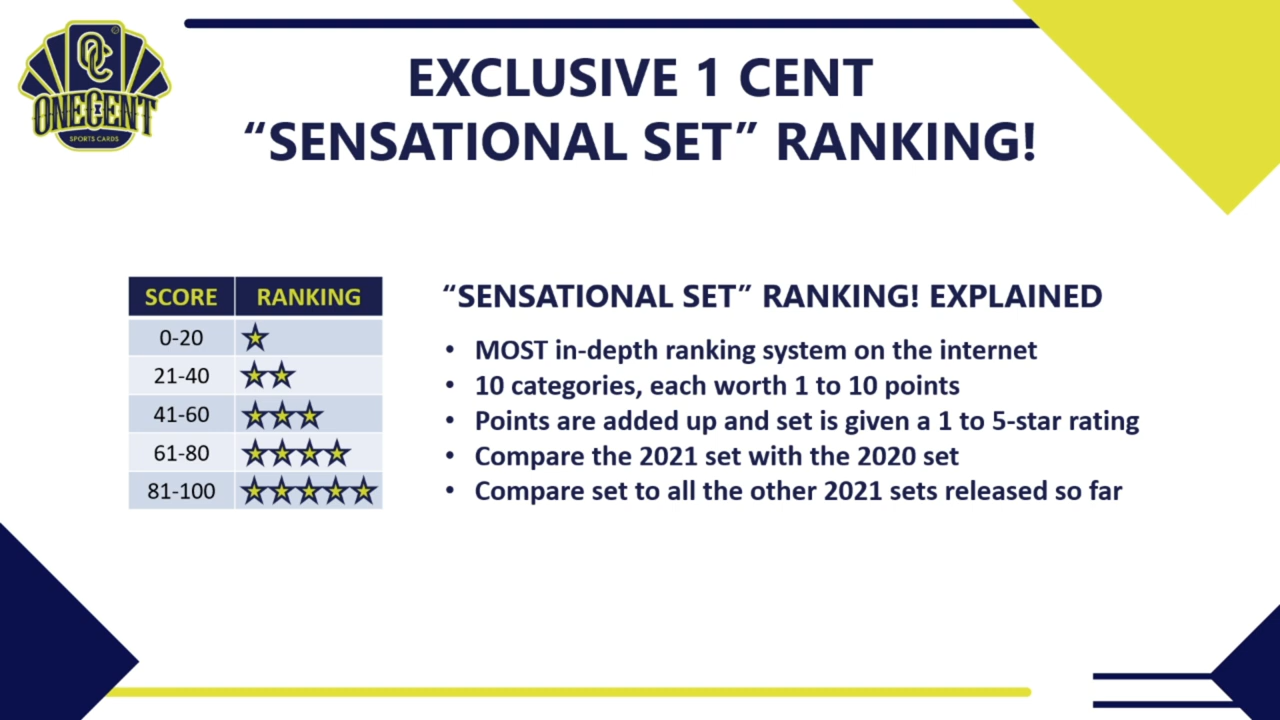 OC
ONECENT
SPORTS CARDS
EXCLUSIVE 1 CENT
“SENSATIONAL SET” RANKING!
SCORE RANKING
0-20
21-40
41-60
61-80
81-100
“SENSATIONAL SET” RANKING! EXPLAINED
• MOST in-depth ranking system on the internet
• 10 categories, each worth 1 to 10 points
• Points are added up and set is given a 1 to 5-star rating
• Compare the 2021 set with the 2020 set
• Compare set to all the other 2021 sets released so far